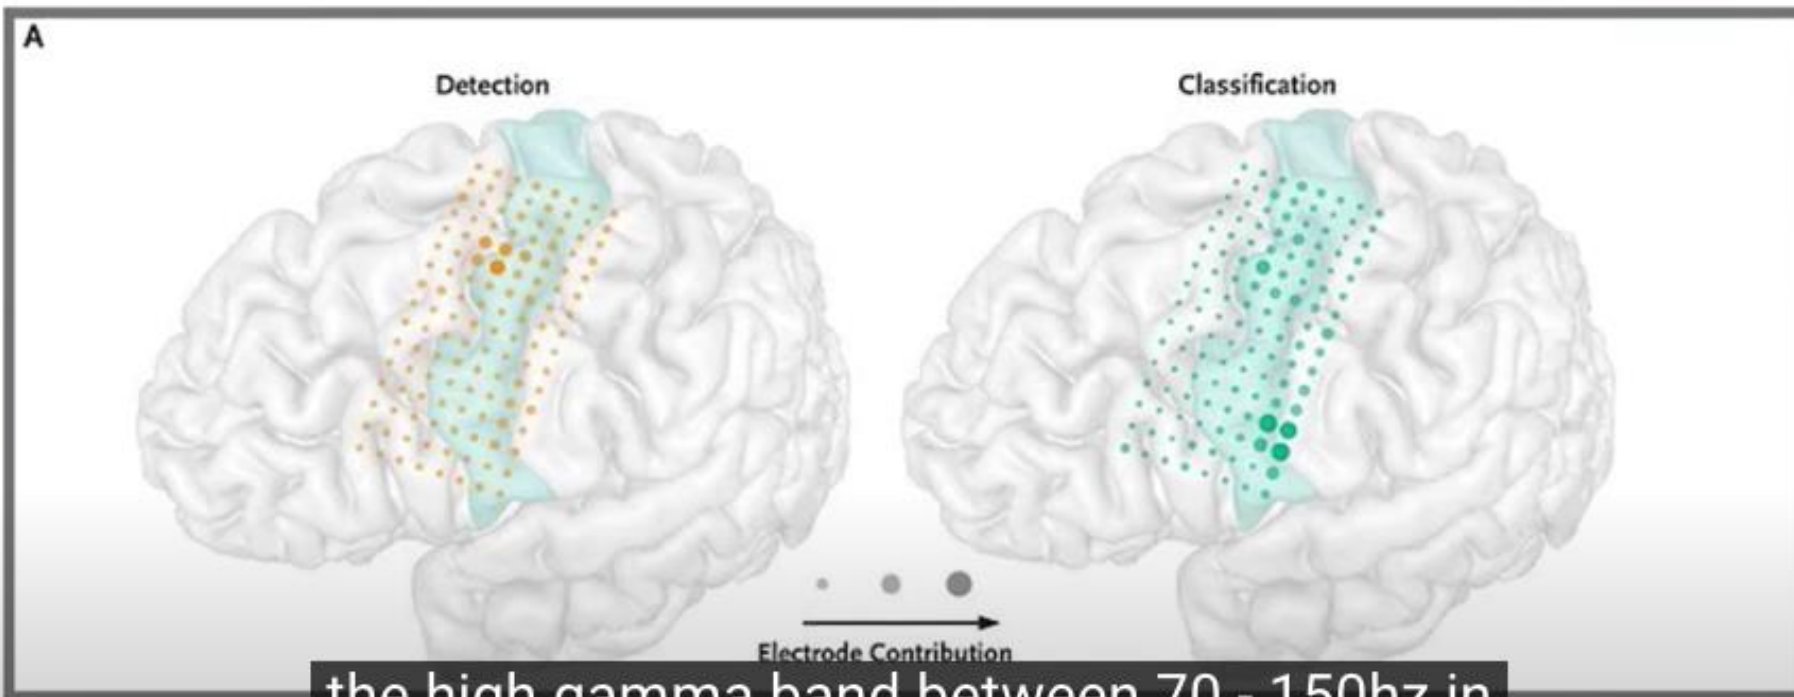 A
Detection
Classification
Electrode Contribution
the high gamma band between 70 - 150hz in